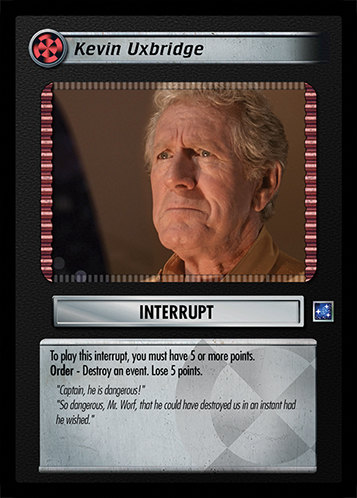 Kevin Uxbridge
INTERRUPT
To play this interrupt, you must have 5 or more points.
Order - Destroy an event. Lose 5 points.
"Captain, he is dangerous!"
"So dangerous, Mr. Worf, that he could have destroyed us in an instant had
he wished."